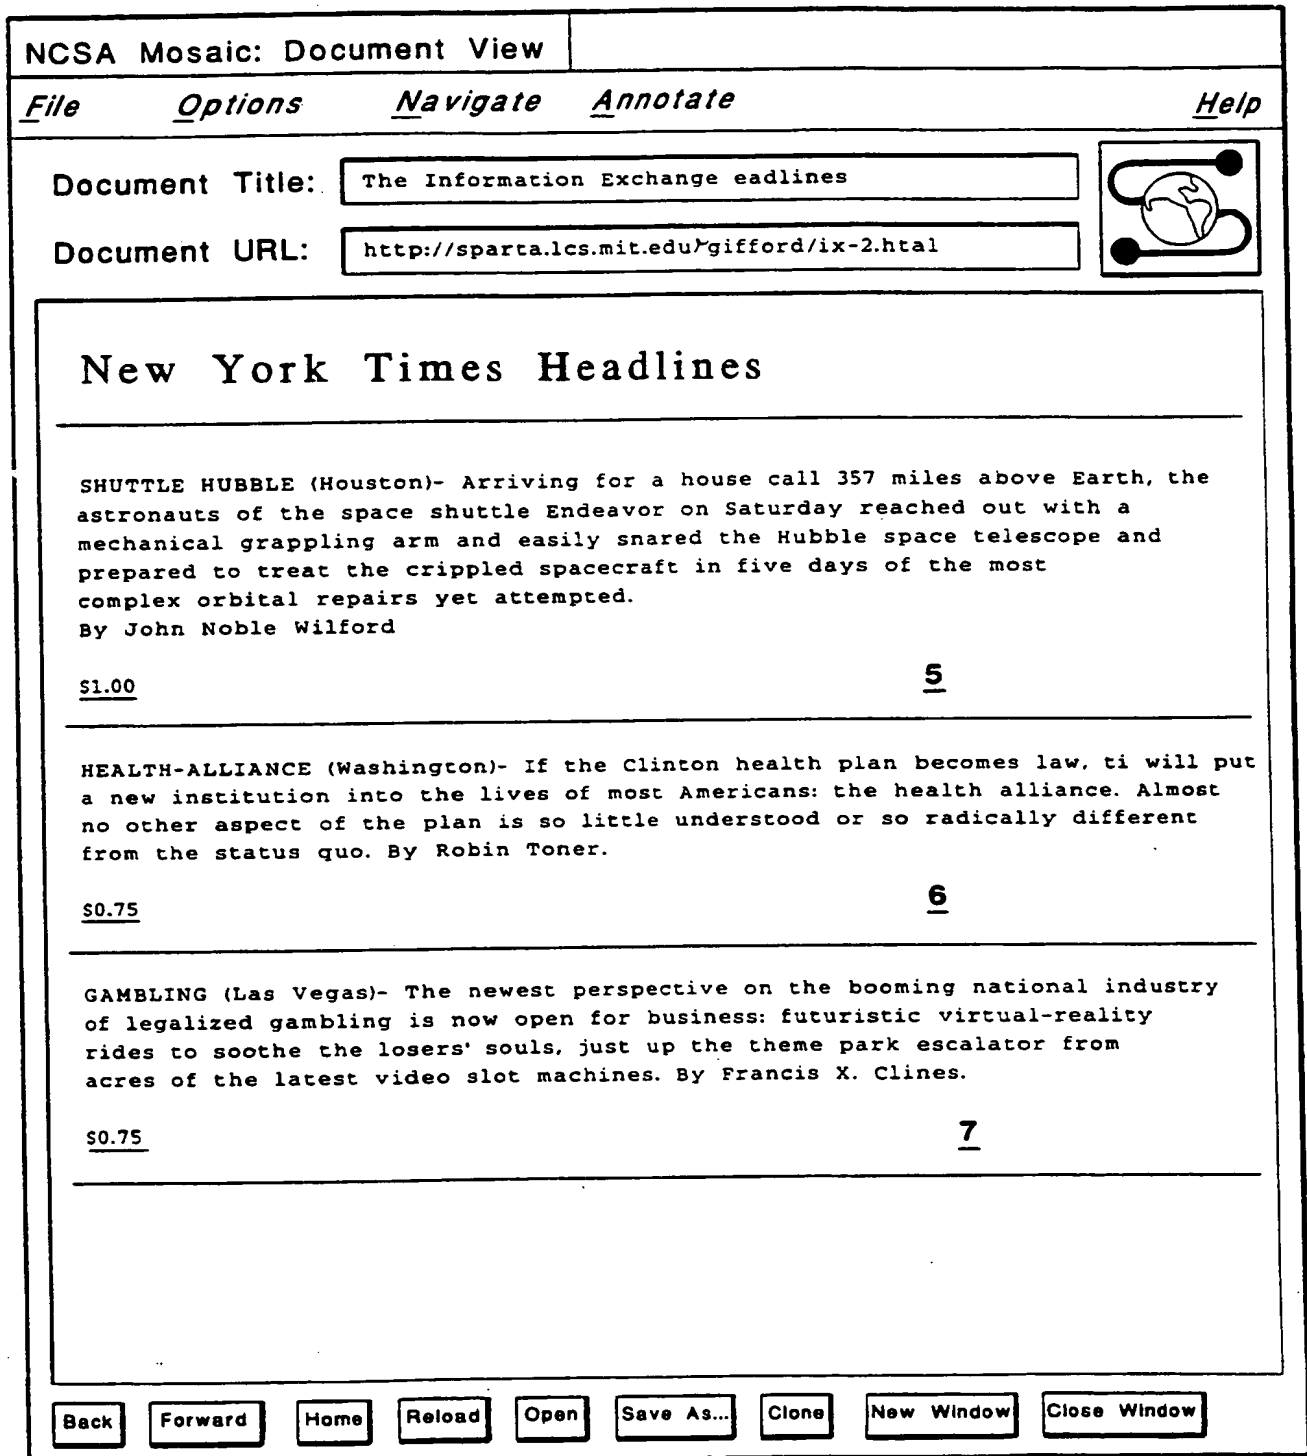 NCSA Mosaic: Document View
File Options Navigate Annotate Help
Document Title: The Information Exchange eadlines
Document URL: http://sparta.lcs.mit.edu/~gifford/ix-2.htal
New York Times Headlines
SHUTTLE HUBBLE (Houston)- Arriving for a house call 357 miles above Earth, the
astronauts of the space shuttle Endeavor on Saturday reached out with a
mechanical grappling arm and easily snared the Hubble space telescope and
prepared to treat the crippled spacecraft in five days of the most
complex orbital repairs yet attempted.
By John Noble Wilford
$1.00 5
HEALTH-ALLIANCE (Washington)- If the Clinton health plan becomes law, ti will put
a new institution into the lives of most Americans: the health alliance. Almost
no other aspect of the plan is so little understood or so radically different
from the status quo. By Robin Toner.
$0.75 6
GAMBLING (Las Vegas)- The newest perspective on the booming national industry
of legalized gambling is now open for business: futuristic virtual-reality
rides to soothe the losers' souls, just up the theme park escalator from
acres of the latest video slot machines. By Francis X. Clines.
$0.75 7
Back Forward Home Reload Open Save As... Clone New Window Close Window